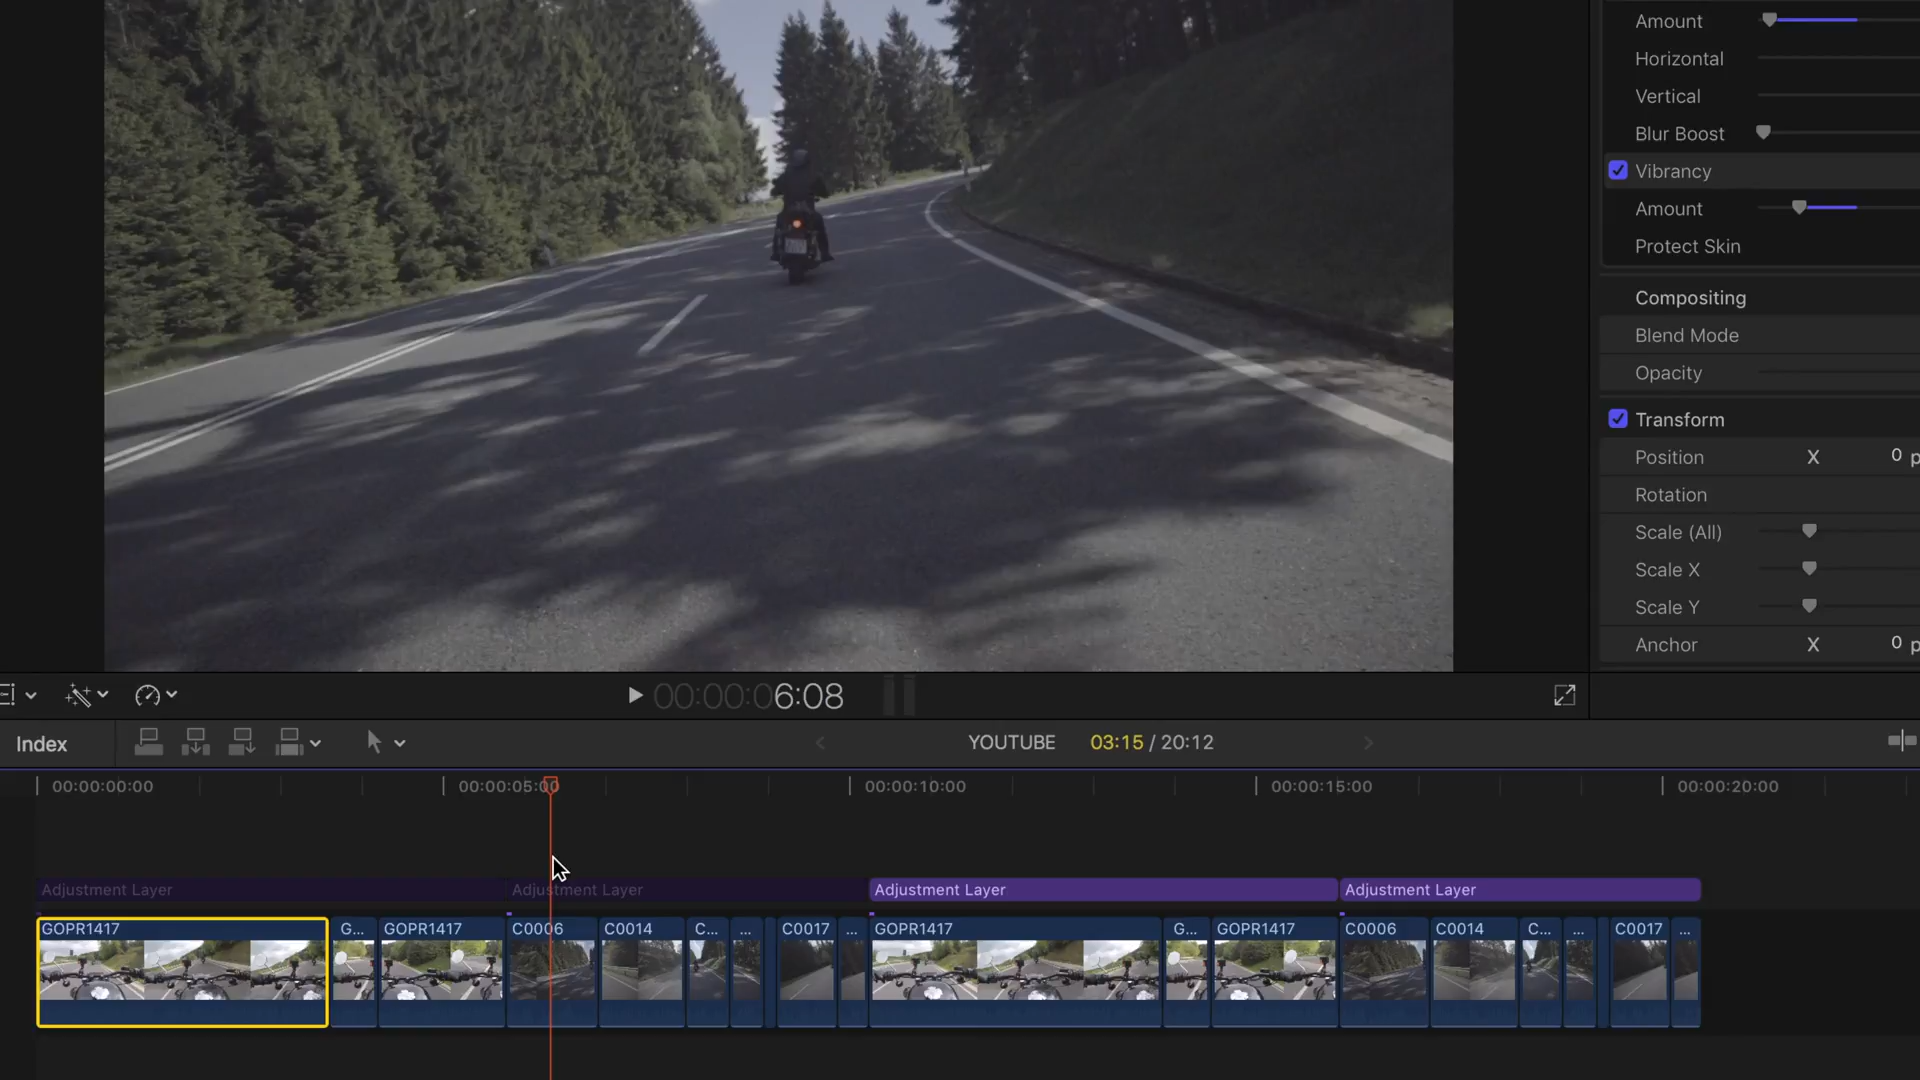 Amount
Horizontal
Vertical
Blur Boost
Vibrancy
Amount
Protect Skin
Compositing
Blend Mode
Opacity
Transform
Position X 0 p
Rotation
Scale (All)
Scale X
Scale Y
Anchor X 0 p
00:00:06:08
Index YOUTUBE 03:15 / 20:12
00:00:00:00 00:00:05:00 00:00:10:00 00:00:15:00 00:00:20:00
Adjustment Layer Adjustment Layer Adjustment Layer Adjustment Layer
GOPR1417 G... GOPR1417 C0006 C0014 C... ... C0017 ... GOPR1417 G... GOPR1417 C0006 C0014 C... ... C0017 ...